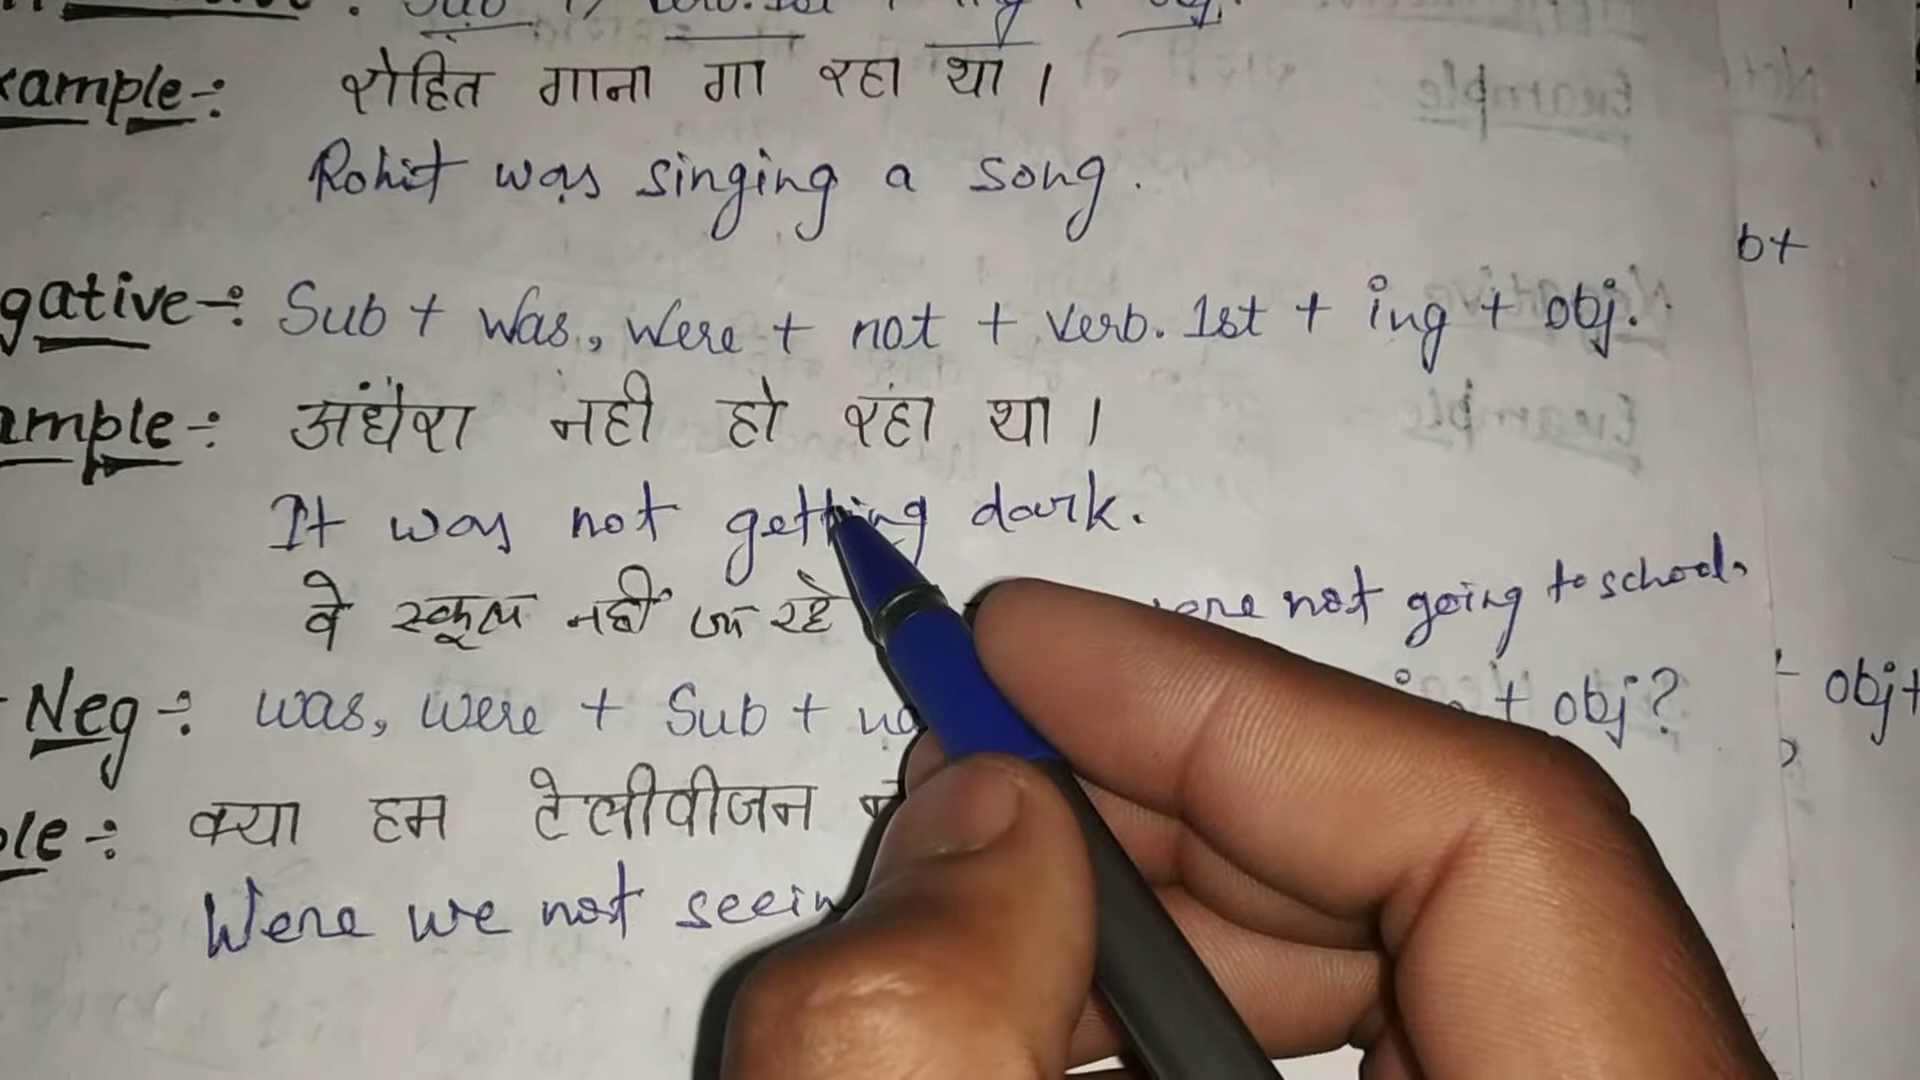 xample-: रोहित गाना गा रहा था ।
Rohit was singing a song.
b+
gative-: Sub + was, were + not + verb. 1st + ing + obj.
ample-: अंधेरा नही हो रहा था ।
It was not getting dark.
वे स्कूल नहीं जा रहे not going to school.
Neg-: was, were + Sub + + obj? obj+
ple-: क्या हम टेलीवीजन
Were we not seein